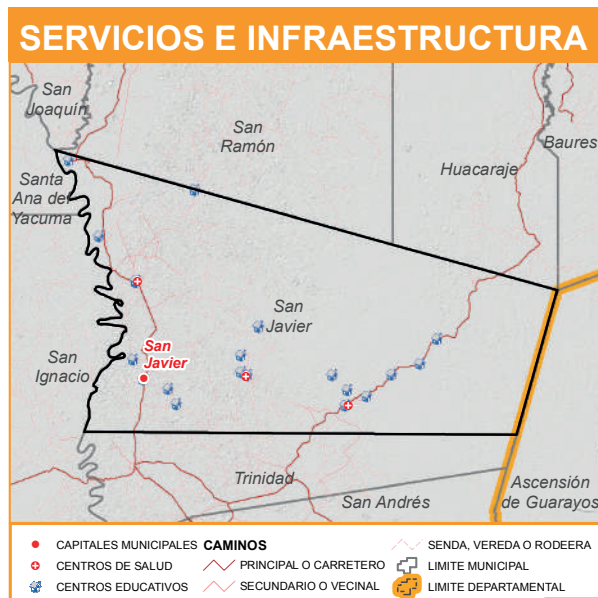 SERVICIOS E INFRAESTRUCTURA
San
Joaquín
San
Ramón
Baures
Huacaraje
Santa
Ana del
Yacuma
San
Javier
San
Javier
San
Ignacio
Trinidad
San Andrés
Ascensión
de Guarayos
CAPITALES MUNICIPALES
CENTROS DE SALUD
CENTROS EDUCATIVOS
CAMINOS
PRINCIPAL O CARRETERO
SECUNDARIO O VECINAL
SENDA, VEREDA O RODEERA
LIMITE MUNICIPAL
LIMITE DEPARTAMENTAL